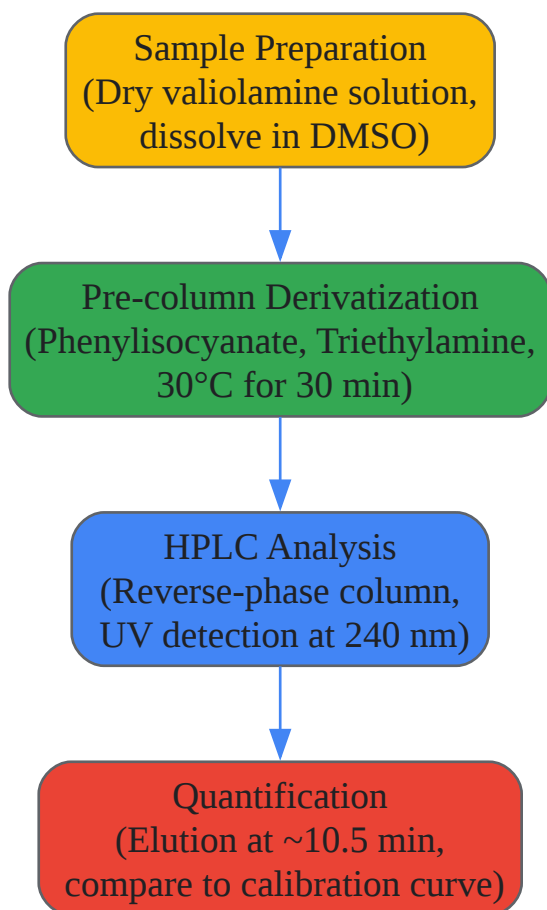 Sample Preparation
(Dry valiolamine solution,
dissolve in DMSO)
Pre-column Derivatization
(Phenylisocyanate, Triethylamine,
30°C for 30 min)
HPLC Analysis
(Reverse-phase column,
UV detection at 240 nm)
Quantification
(Elution at ~10.5 min,
compare to calibration curve)